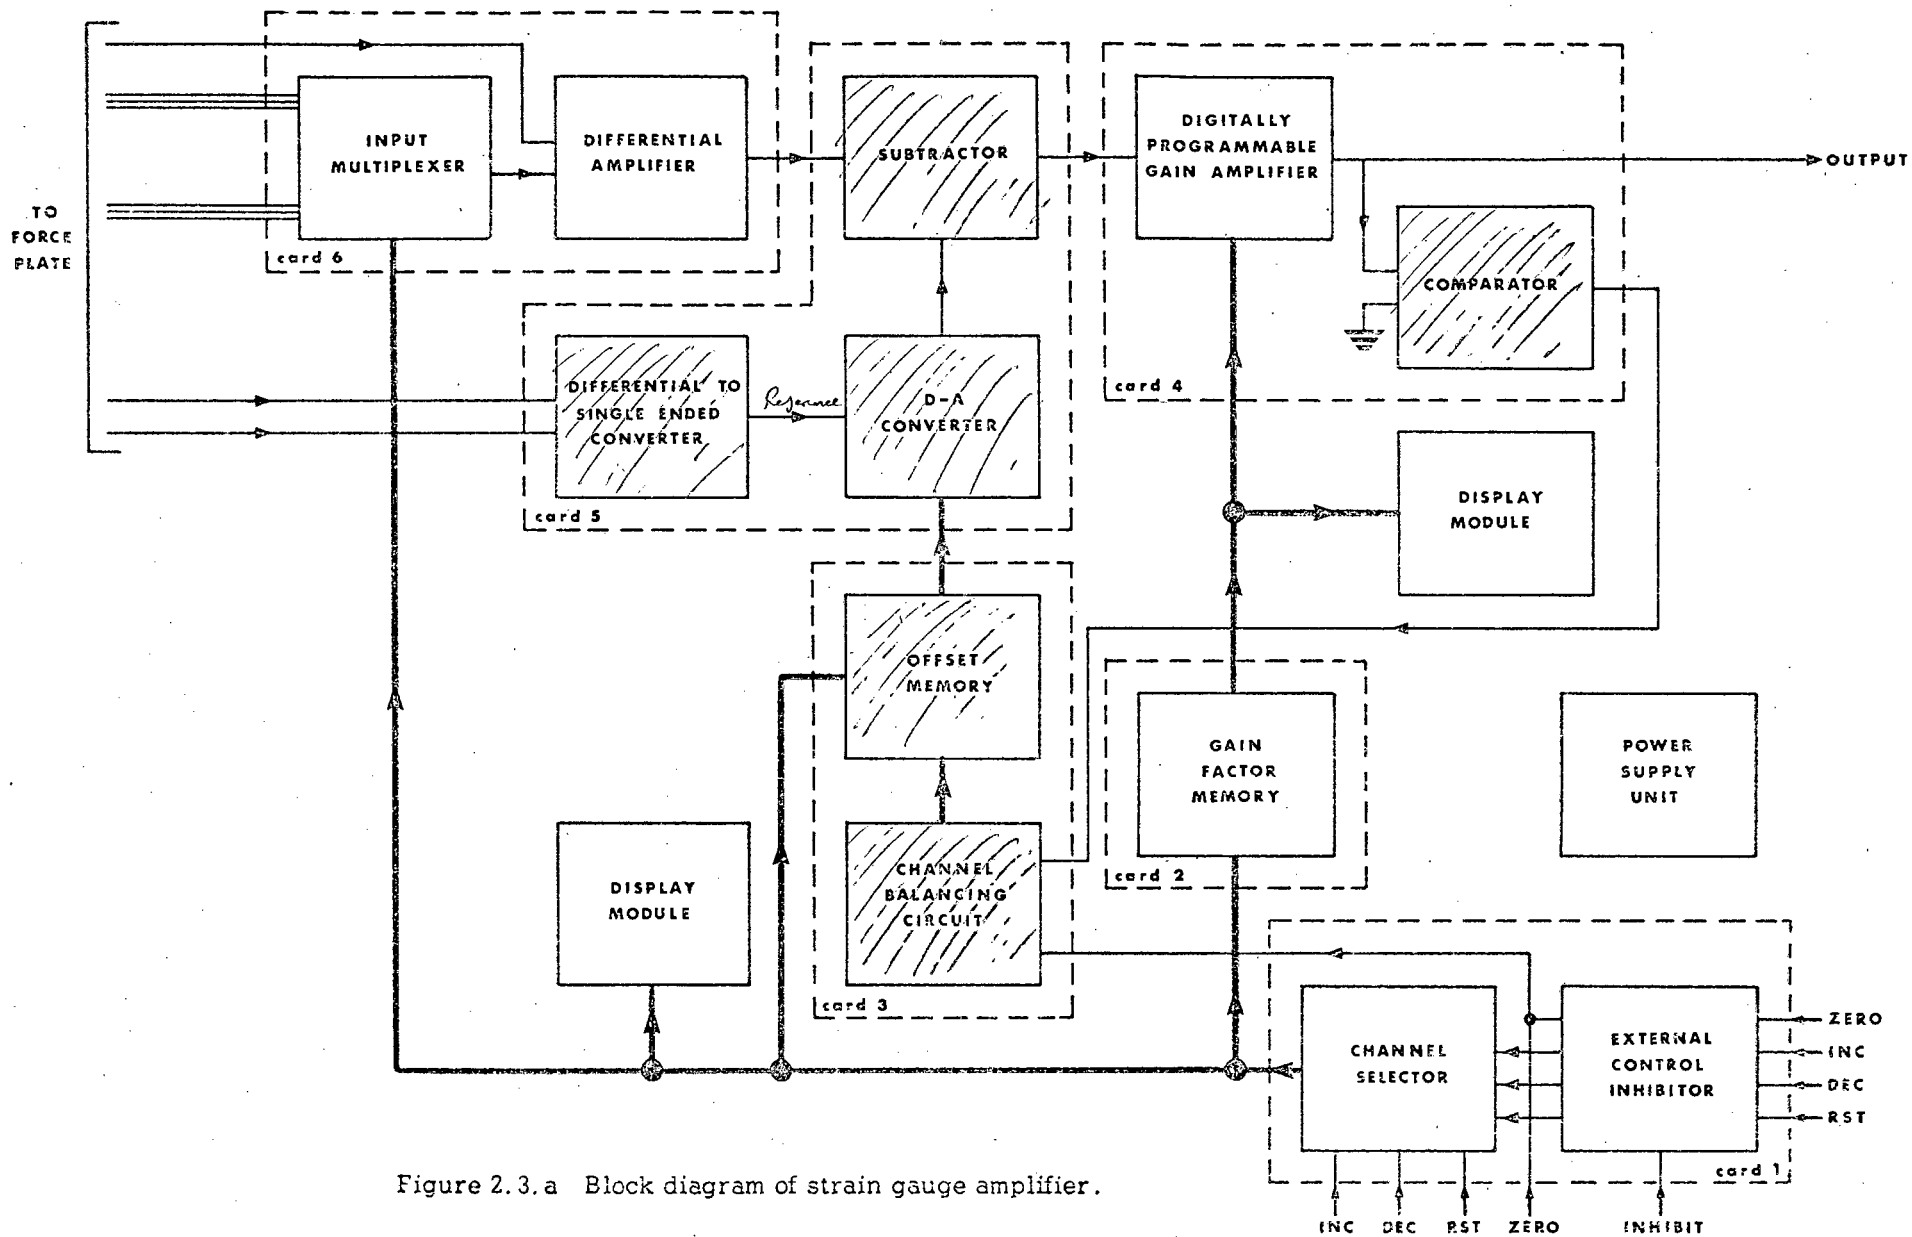 TO
FORCE
PLATE
INPUT
MULTIPLEXER
card 6
DIFFERENTIAL
AMPLIFIER
SUBTRACTOR
DIGITALLY
PROGRAMMABLE
GAIN AMPLIFIER
OUTPUT
COMPARATOR
card 4
DIFFERENTIAL TO
SINGLE ENDED
CONVERTER
Reference
D-A
CONVERTER
card 5
DISPLAY
MODULE
OFFSET
MEMORY
GAIN
FACTOR
MEMORY
card 2
POWER
SUPPLY
UNIT
DISPLAY
MODULE
CHANNEL
BALANCING
CIRCUIT
card 3
CHANNEL
SELECTOR
EXTERNAL
CONTROL
INHIBITOR
ZERO
INC
DEC
RST
card 1
INC DEC RST ZERO INHIBIT
Figure 2.3.a Block diagram of strain gauge amplifier.